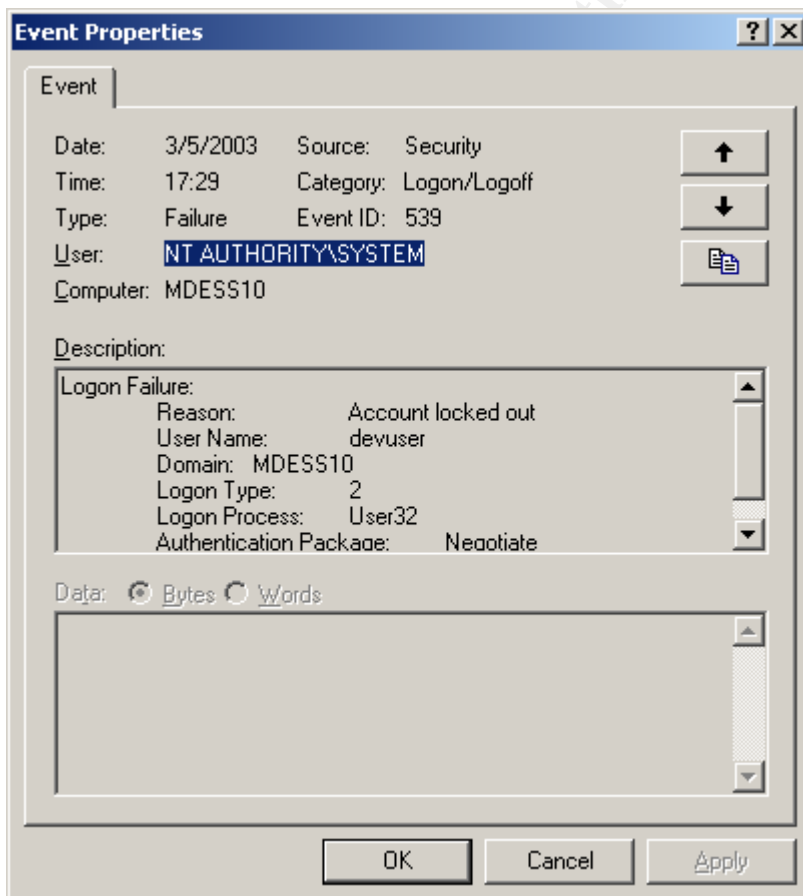 Event Properties
Event
Date: 3/5/2003 Source: Security
Time: 17:29 Category: Logon/Logoff
Type: Failure Event ID: 539
User: NT AUTHORITY\SYSTEM
Computer: MDESS10
Description:
Logon Failure:
Reason: Account locked out
User Name: devuser
Domain: MDESS10
Logon Type: 2
Logon Process: User32
Authentication Package: Negotiate
Data: Bytes Words
OK Cancel Apply